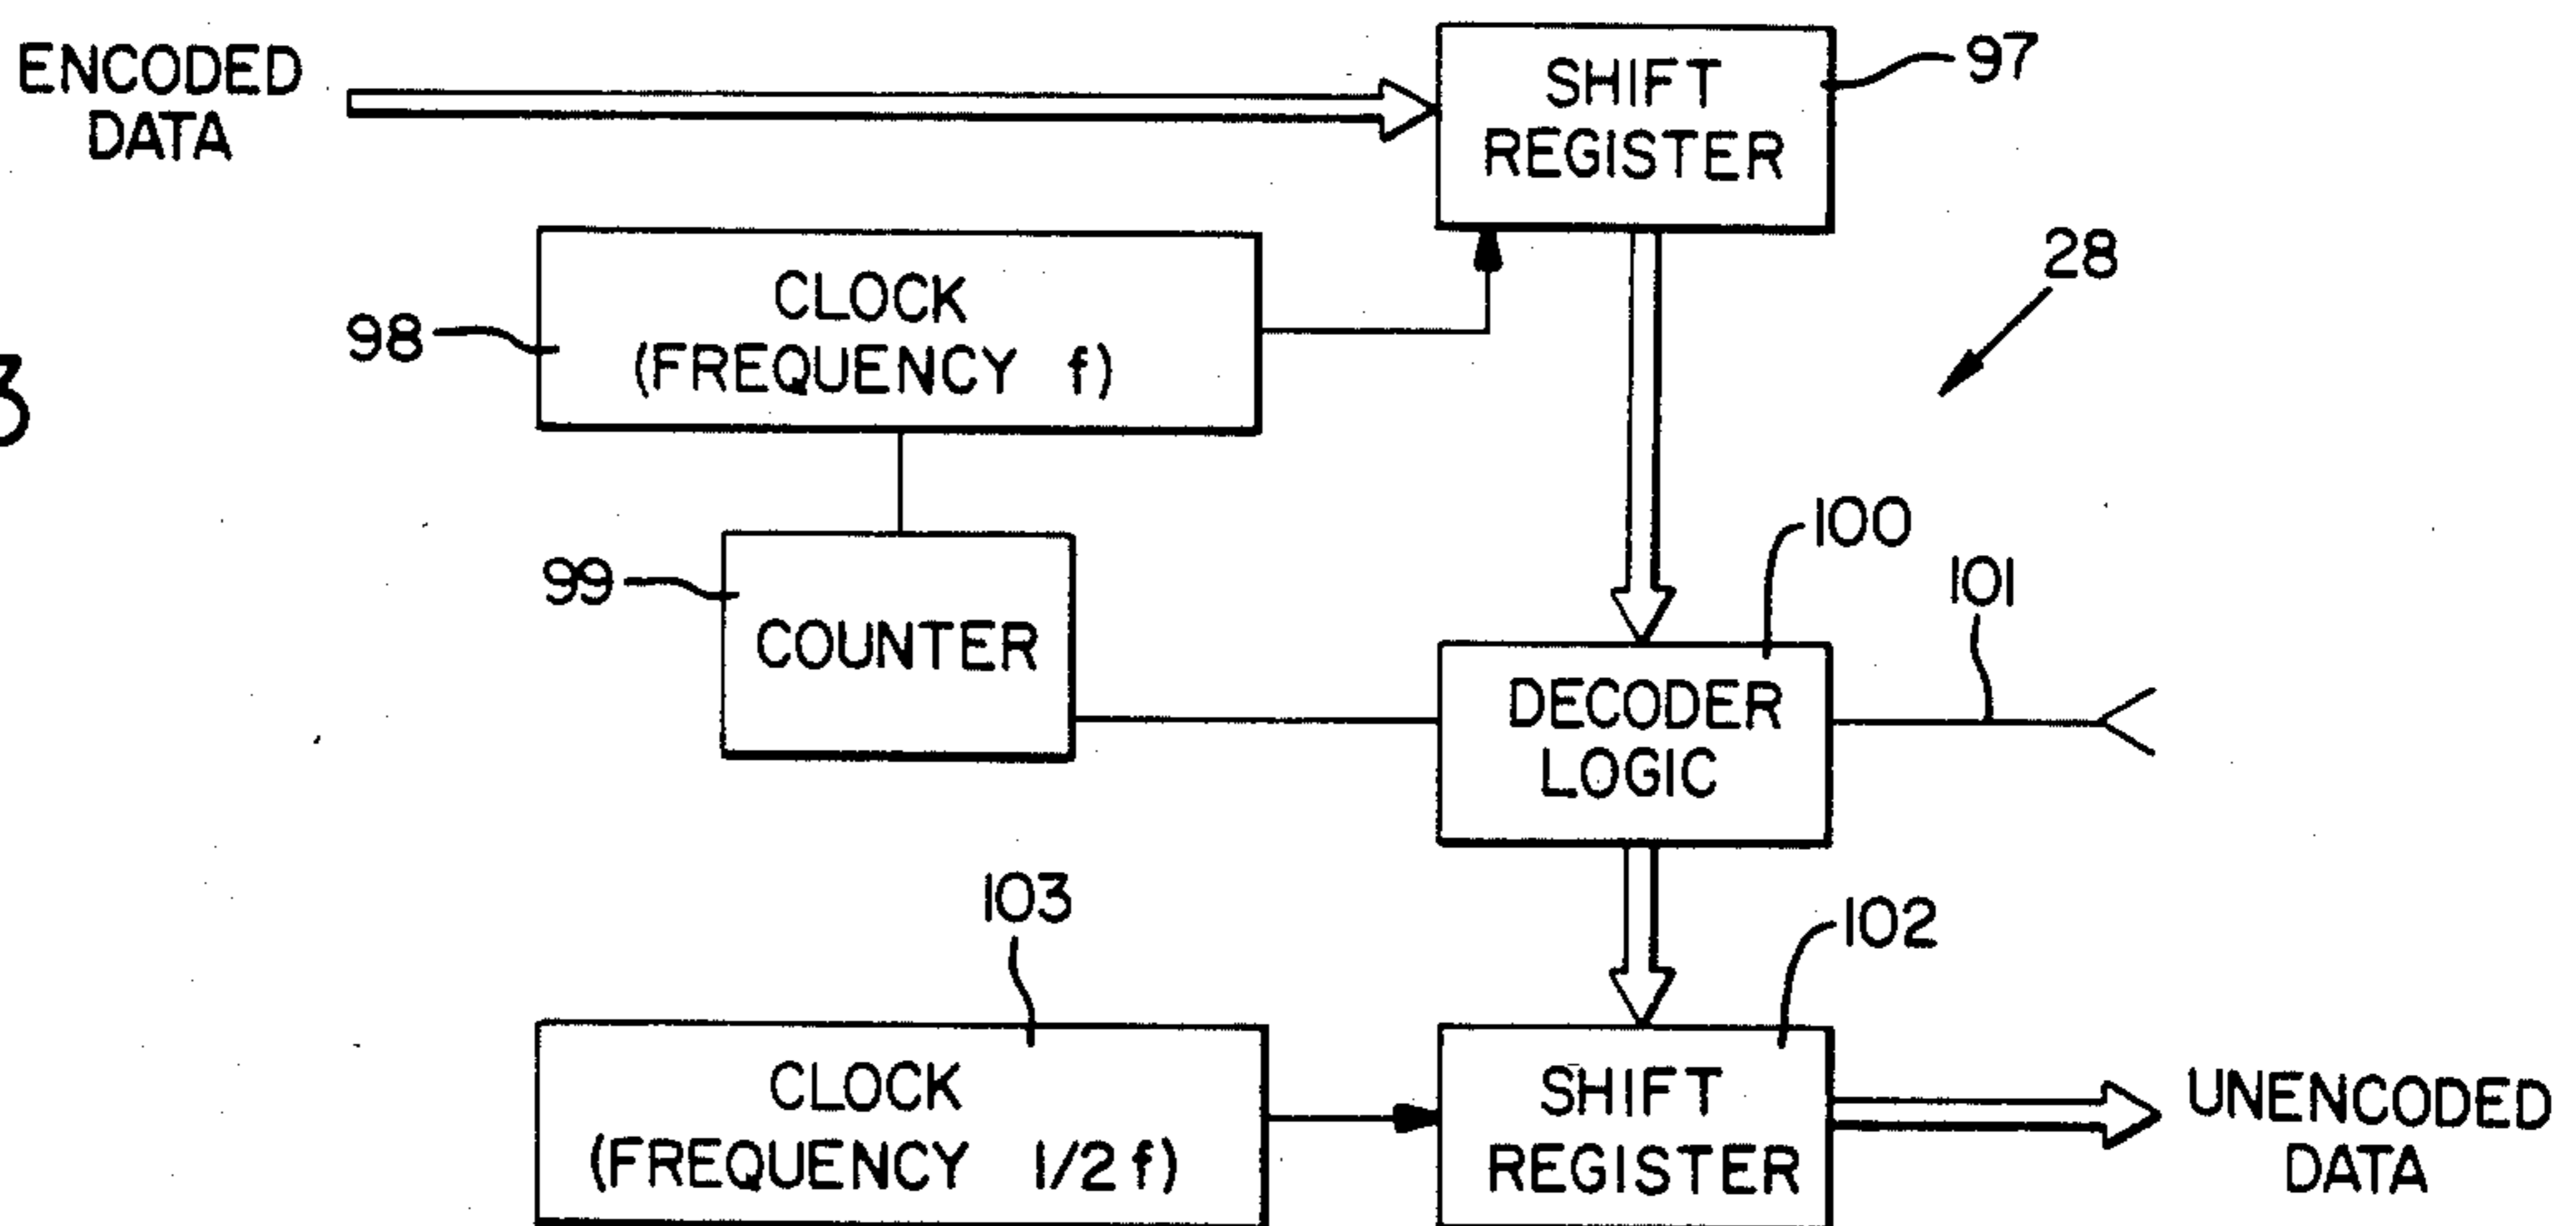 ENCODED
DATA
SHIFT
REGISTER
97
CLOCK
(FREQUENCY f)
98
28
3
COUNTER
99
DECODER
LOGIC
100
101
CLOCK
(FREQUENCY 1/2 f)
103
SHIFT
REGISTER
102
UNENCODED
DATA